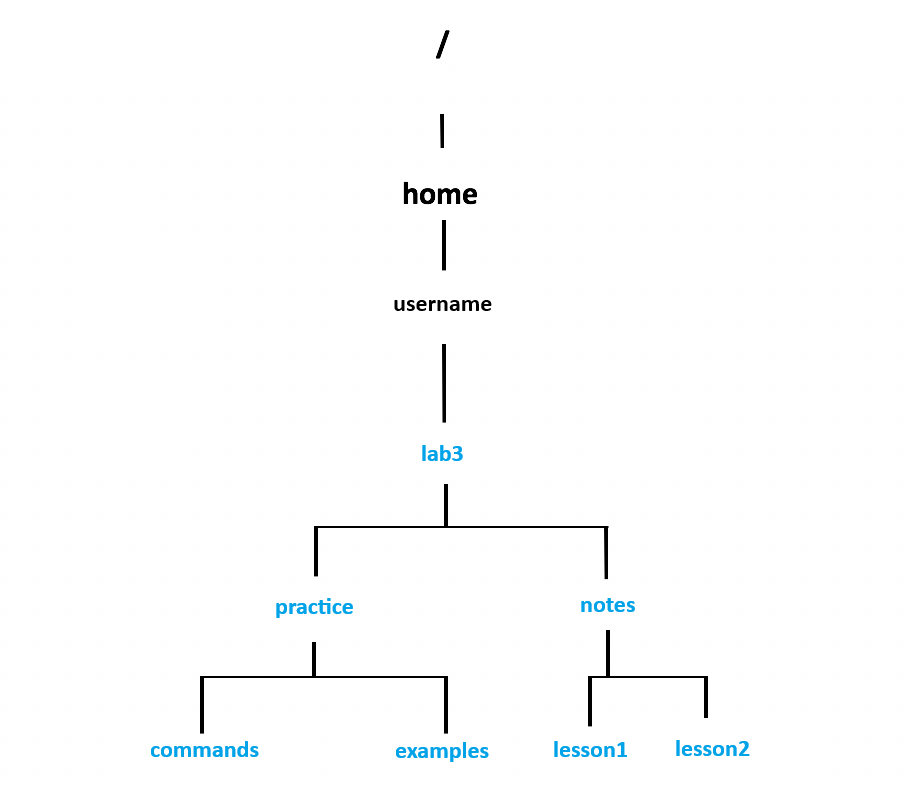 /
home
username
lab3
practice
notes
commands
examples
lesson1
lesson2